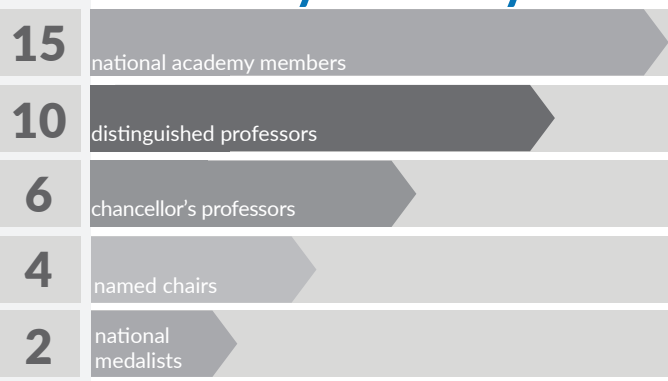 15
national academy members
10
distinguished professors
6
chancellor’s professors
4
named chairs
2
national
medalists